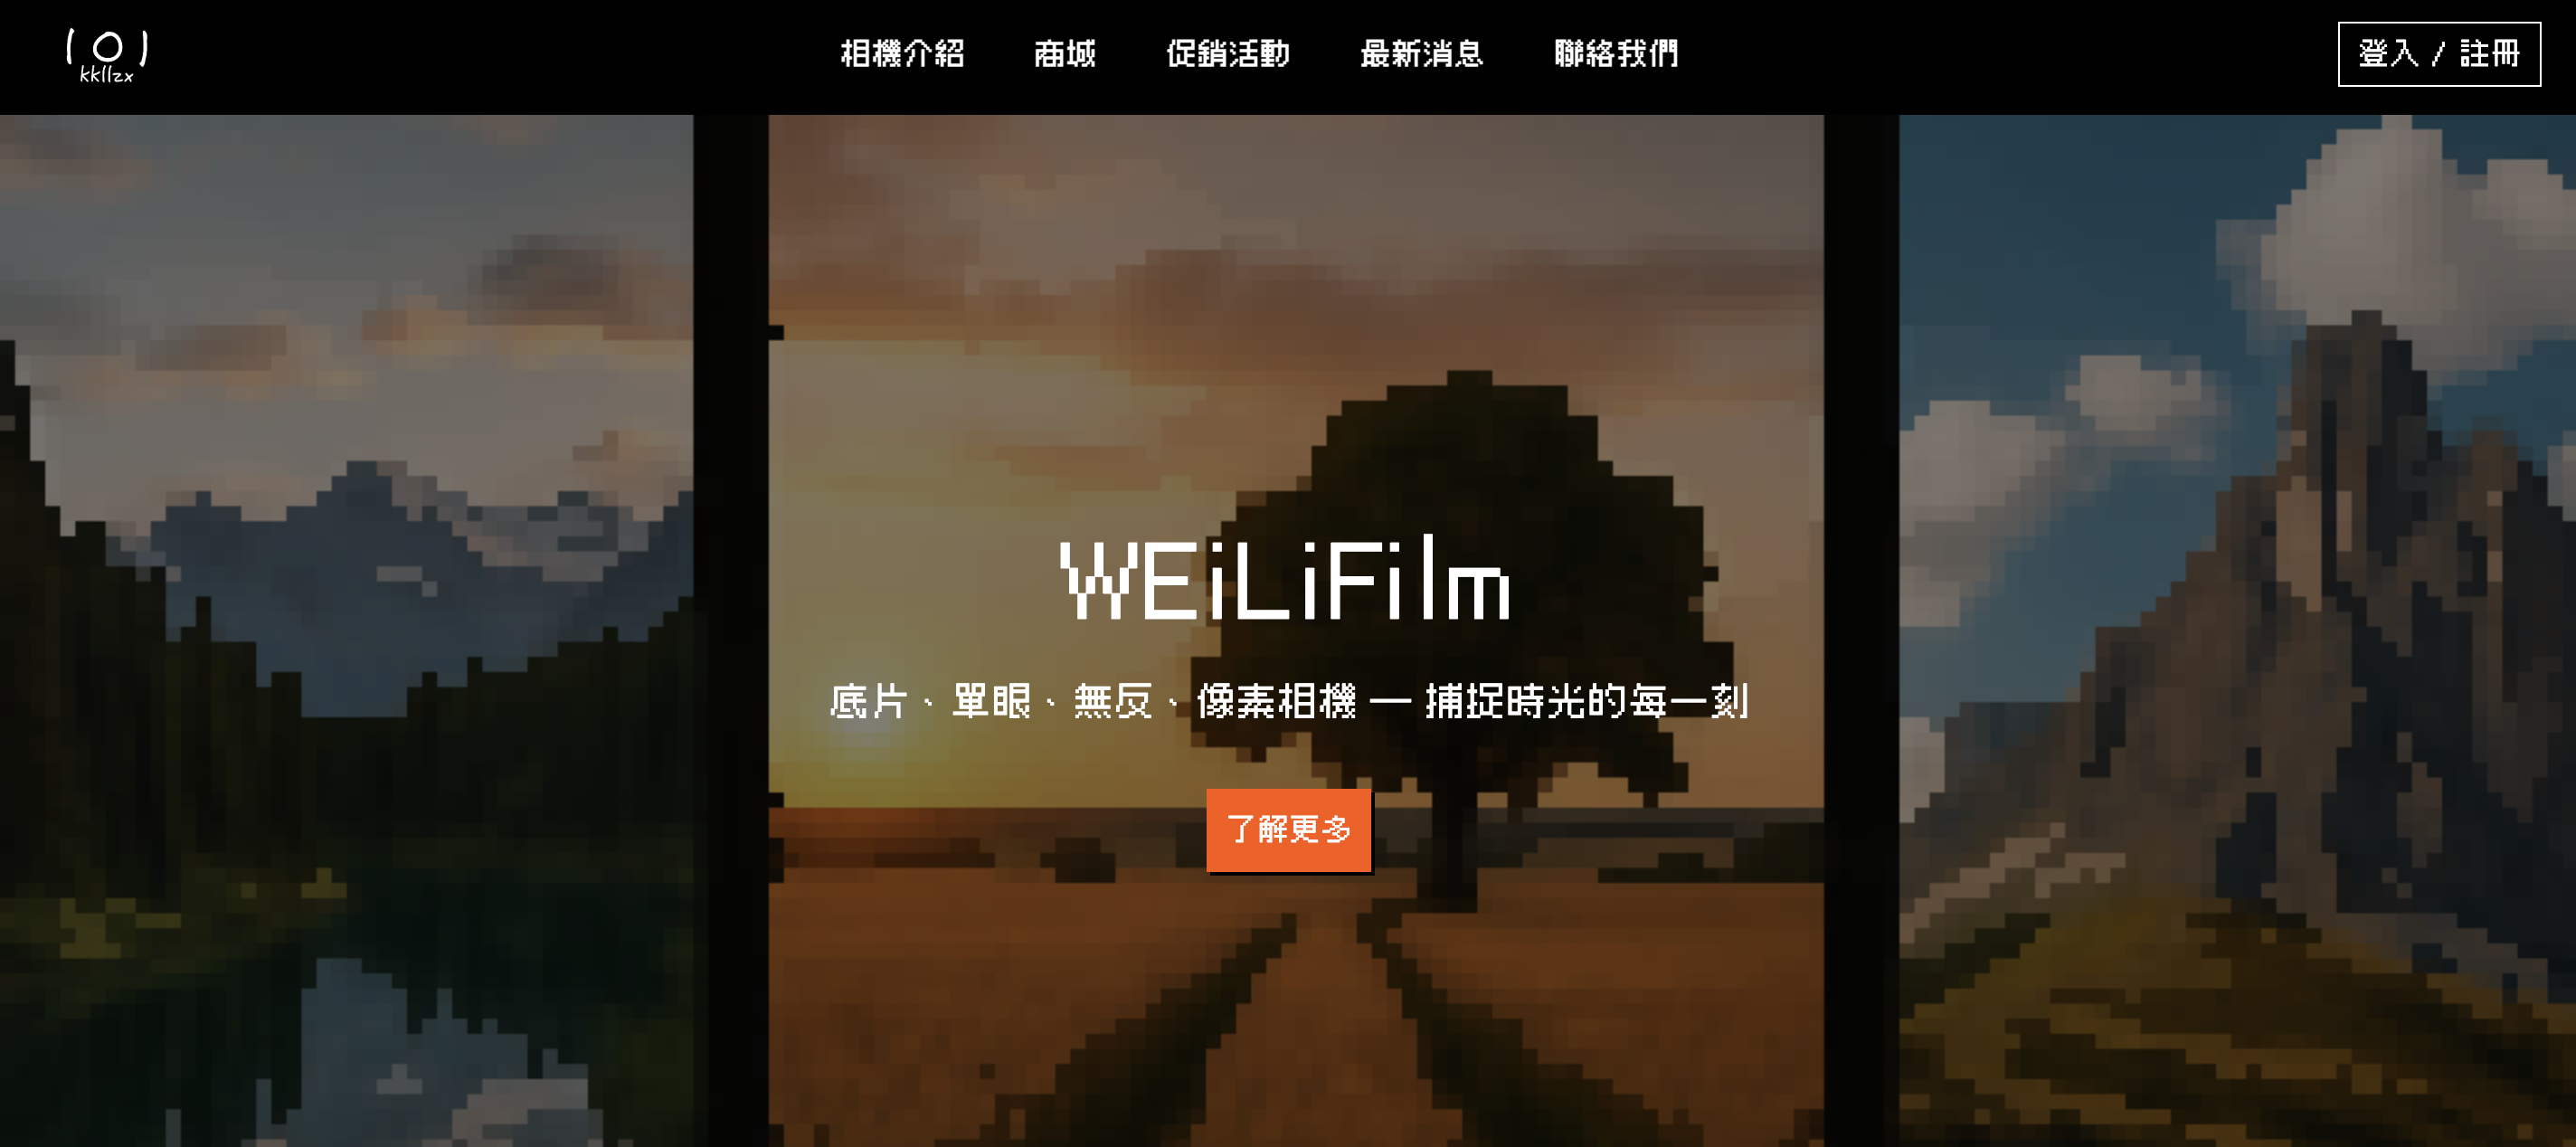 kkllzx
相機介紹 商城 促銷活動 最新消息 聯絡我們
登入 / 註冊
WEiLiFilm
底片、單眼、無反、像素相機 — 捕捉時光的每一刻
了解更多